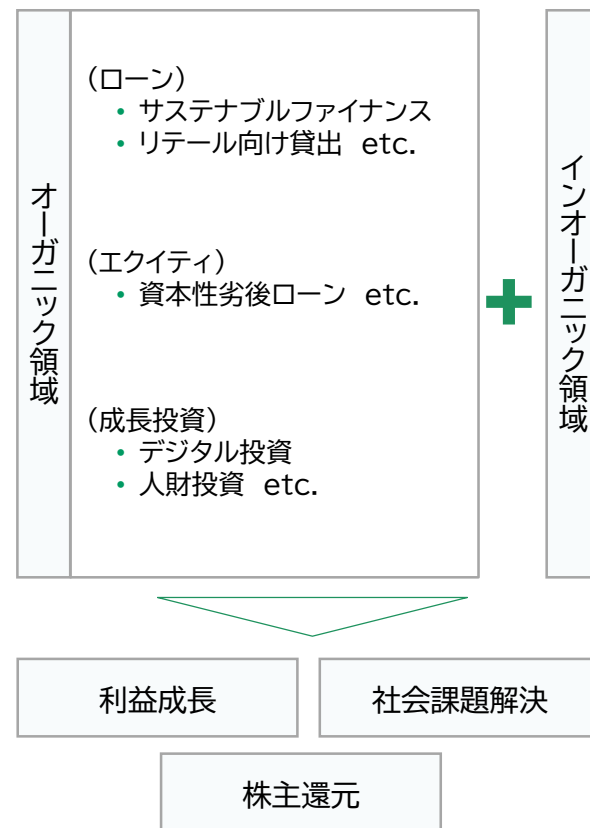 オーガニック領域
（ローン）
• サステナブルファイナンス
• リテール向け貸出 etc.
（エクイティ）
• 資本性劣後ローン etc.
（成長投資）
• デジタル投資
• 人財投資 etc.
インオーガニック領域
利益成長
社会課題解決
株主還元